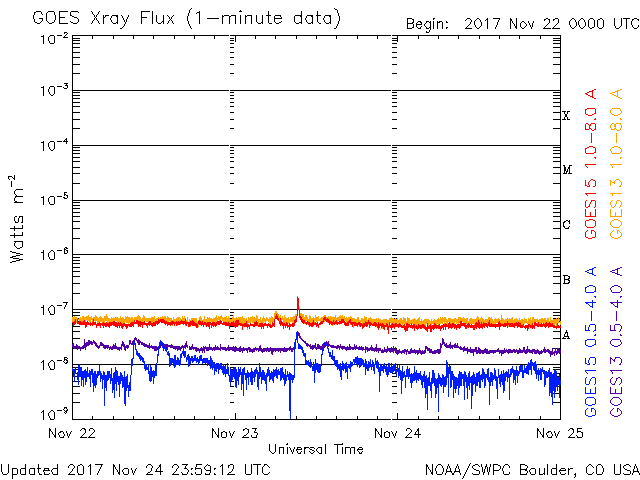 GOES Xray Flux (1-minute data)
Begin: 2017 Nov 22 0000 UTC
10-2
10-2
10-3
10-4
10-5
10-6
10-7
10-8
10-9
Watts m-2
X
M
C
B
A
GOES15 1.0-8.0 A
GOES13 1.0-8.0 A
GOES15 0.5-4.0 A
GOES13 0.5-4.0 A
Nov 22
Nov 23
Nov 24
Nov 25
Universal Time
Updated 2017 Nov 24 23:59:12 UTC
NOAA/SWPC Boulder, CO USA